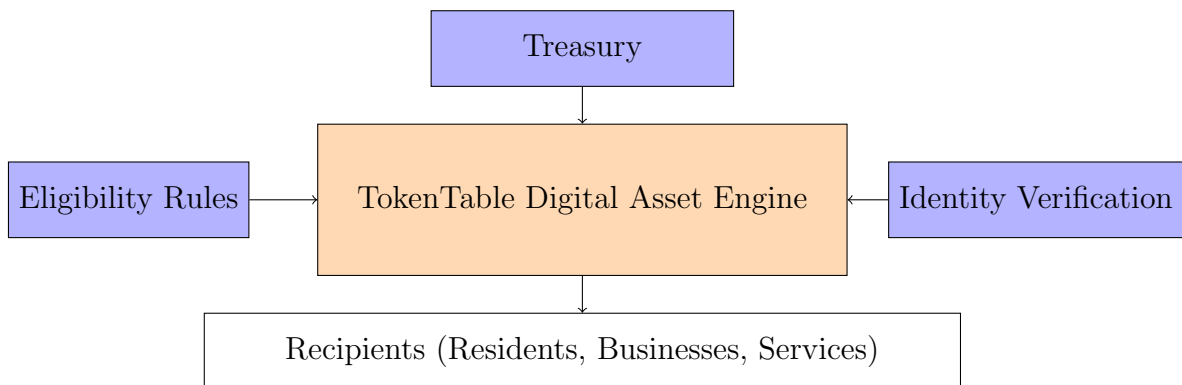 Treasury
Eligibility Rules
TokenTable Digital Asset Engine
Identity Verification
Recipients (Residents, Businesses, Services)